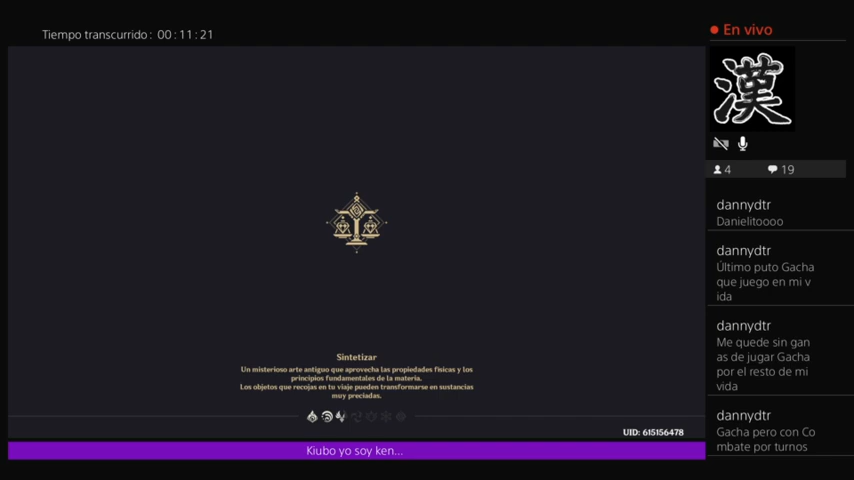 Tiempo transcurrido: 00:11:21
En vivo
漢
4 19
dannydtr
Danielitoooo
dannydtr
Último puto Gacha
que juego en mi v
ida
dannydtr
Me quede sin gan
as de jugar Gacha
por el resto de mi
vida
dannydtr
Gacha pero con Co
mbate por turnos
Sintetizar
Un misterioso arte antiguo que aprovecha las propiedades físicas y los
principios fundamentales de la materia.
Los objetos que recojas en tu viaje pueden transformarse en sustancias
muy preciadas.
UID: 615156478
Kiubo yo soy ken...